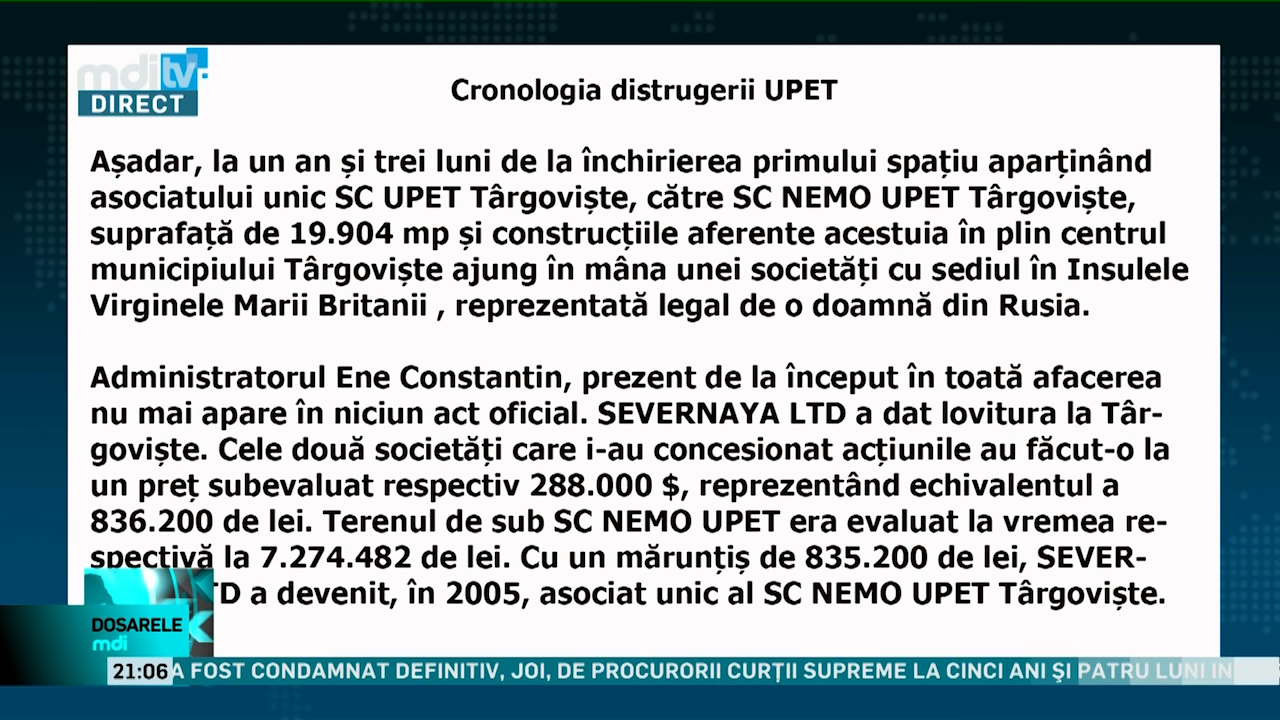 mditv
DIRECT
Cronologia distrugerii UPET
Așadar, la un an și trei luni de la închirierea primului spațiu aparținând
asociatului unic SC UPET Târgoviște, către SC NEMO UPET Târgoviște,
suprafață de 19.904 mp și construcțiile aferente acestuia în plin centrul
municipiului Târgoviște ajung în mâna unei societăți cu sediul în Insulele
Virginele Marii Britanii , reprezentată legal de o doamnă din Rusia.
Administratorul Ene Constantin, prezent de la început în toată afacerea
nu mai apare în niciun act oficial. SEVERNAYA LTD a dat lovitura la Târ-
goviște. Cele două societăți care i-au concesionat acțiunile au făcut-o la
un preț subevaluat respectiv 288.000 $, reprezentând echivalentul a
836.200 de lei. Terenul de sub SC NEMO UPET era evaluat la vremea re-
spectivă la 7.274.482 de lei. Cu un mărunțiș de 835.200 de lei, SEVER-
TD a devenit, în 2005, asociat unic al SC NEMO UPET Târgoviște.
DOSARELE
mdi
21:06 A FOST CONDAMNAT DEFINITIV, JOI, DE PROCURORII CURȚII SUPREME LA CINCI ANI ŞI PATRU LUNI IN